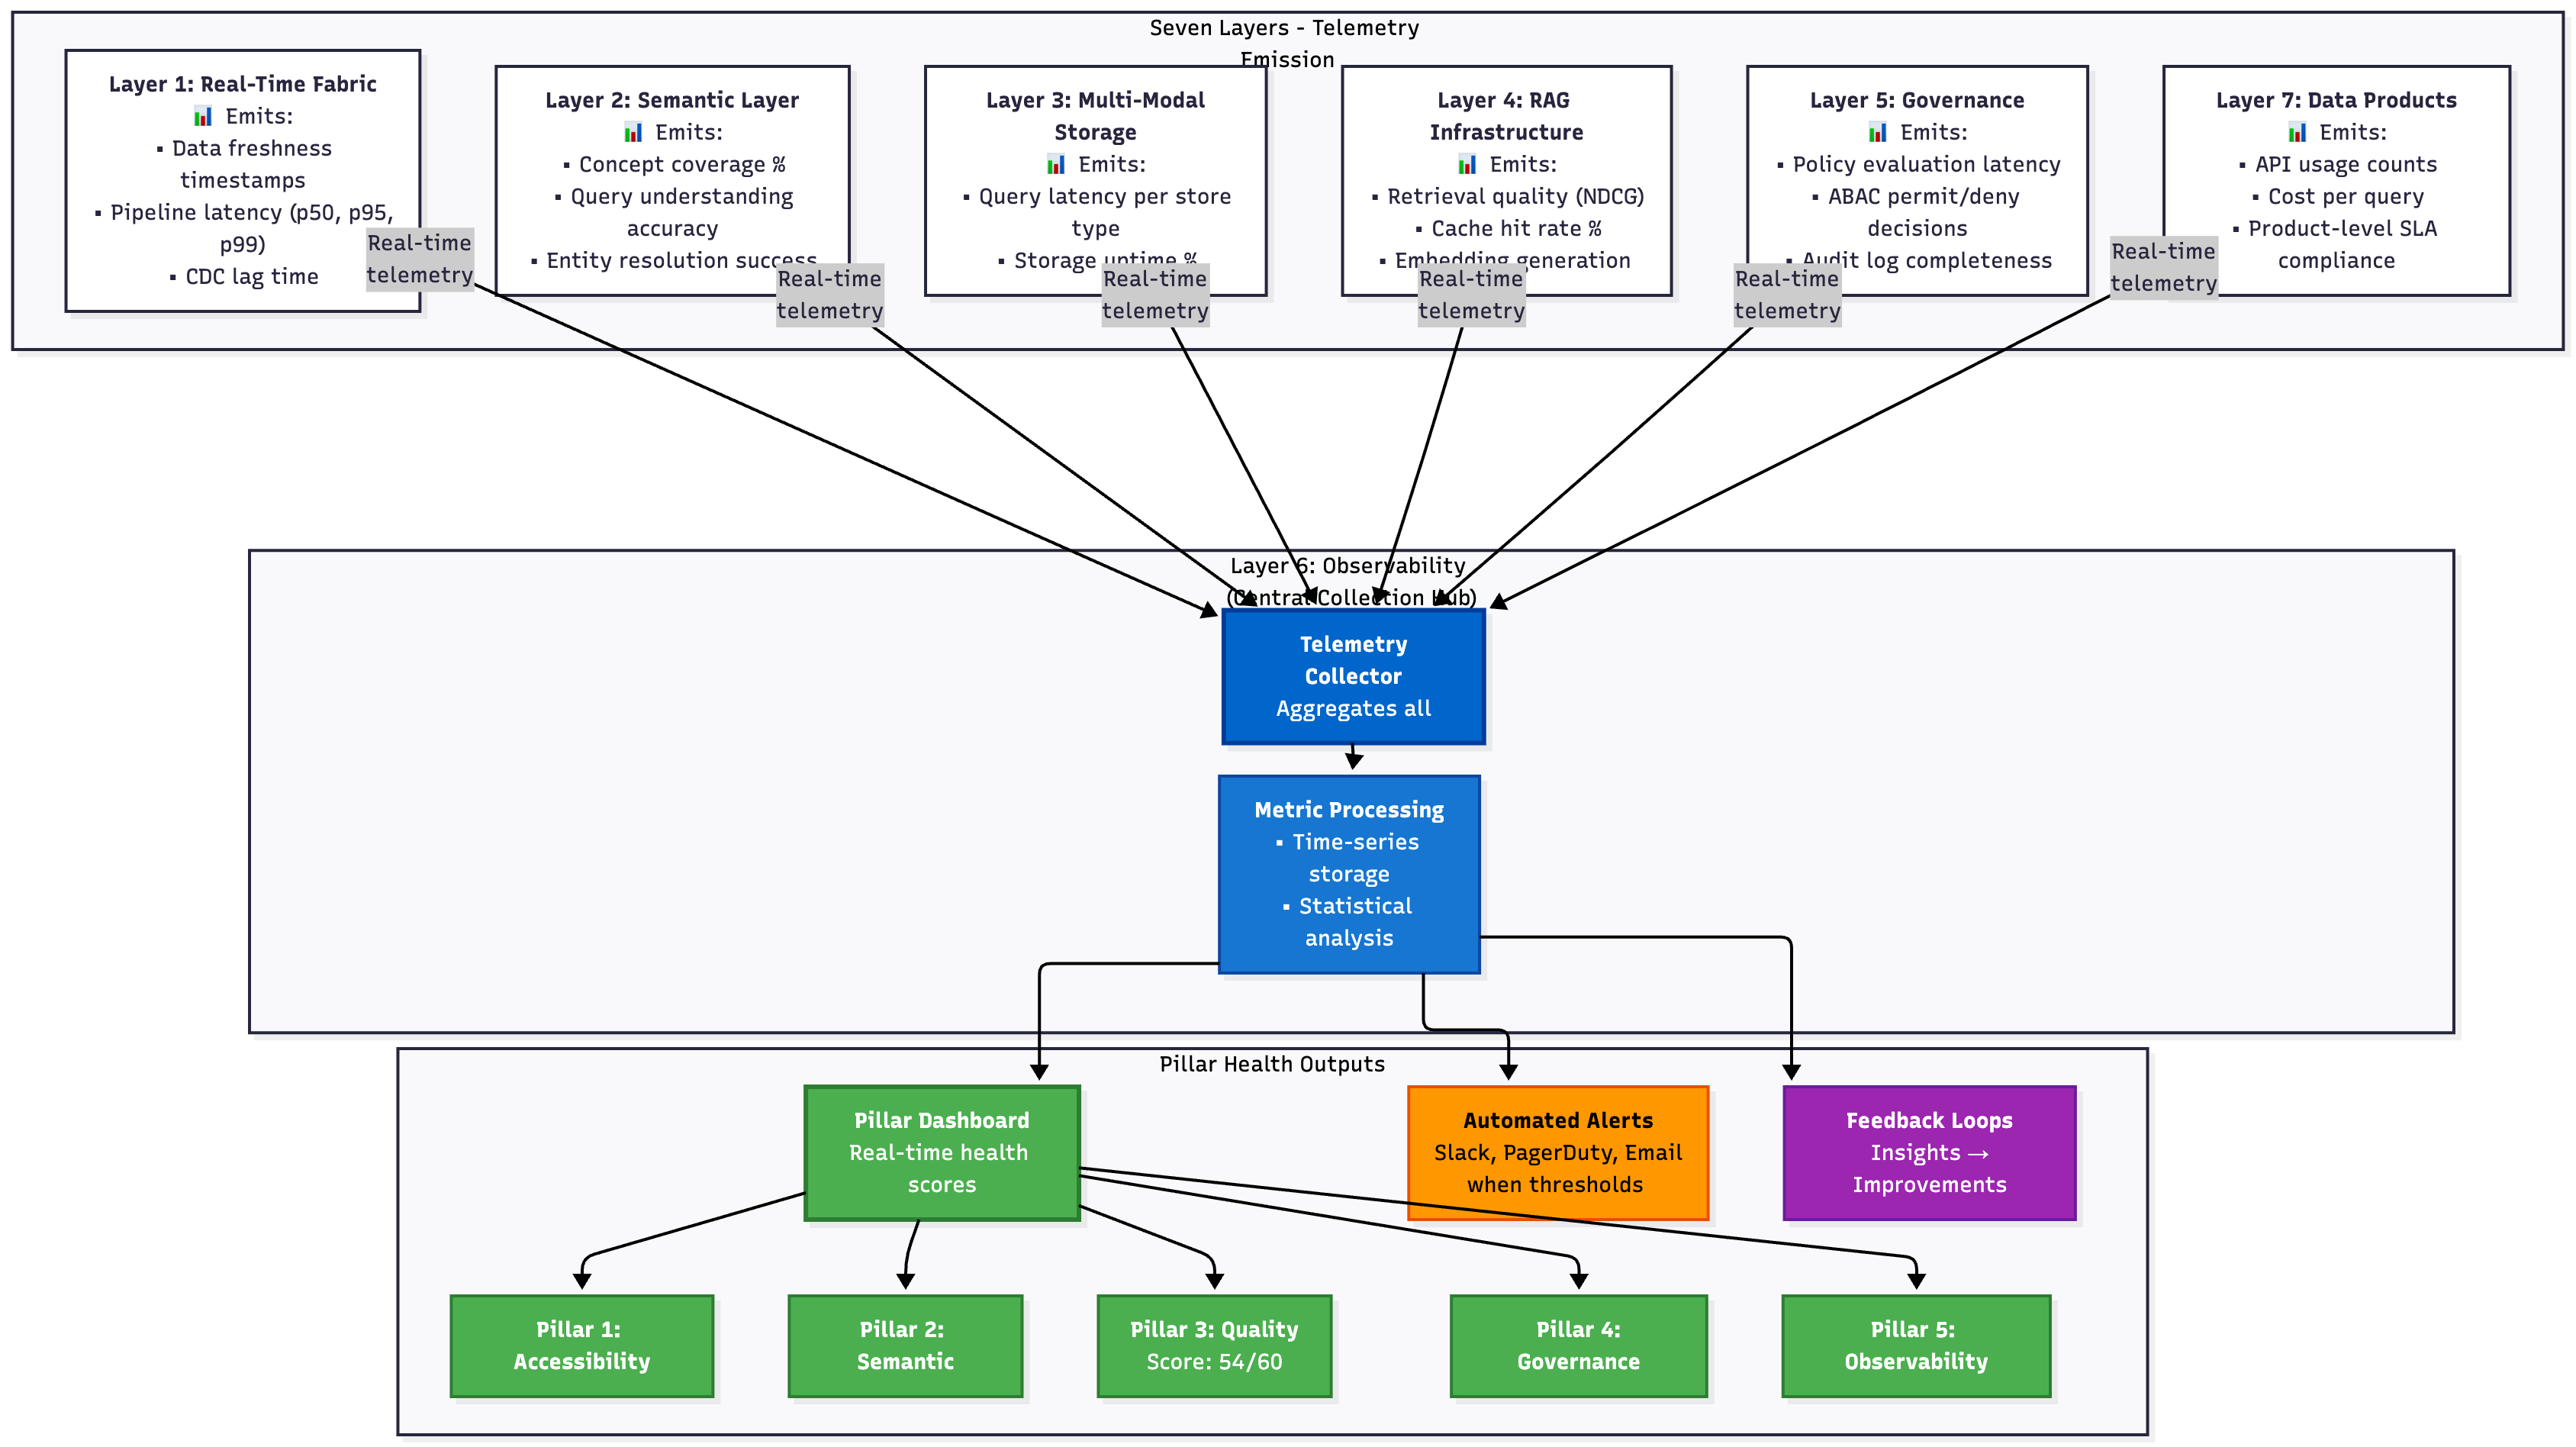 Seven Layers - Telemetry
Emission
Layer 1: Real-Time Fabric
📊 Emits:
▪ Data freshness
timestamps
▪ Pipeline latency (p50, p95,
p99)
▪ CDC lag time
Layer 2: Semantic Layer
📊 Emits:
▪ Concept coverage %
▪ Query understanding
accuracy
▪ Entity resolution success
Layer 3: Multi-Modal
Storage
📊 Emits:
▪ Query latency per store
type
▪ Storage uptime %
Layer 4: RAG
Infrastructure
📊 Emits:
▪ Retrieval quality (NDCG)
▪ Cache hit rate %
▪ Embedding generation
Layer 5: Governance
📊 Emits:
▪ Policy evaluation latency
▪ ABAC permit/deny
decisions
▪ Audit log completeness
Layer 7: Data Products
📊 Emits:
▪ API usage counts
▪ Cost per query
▪ Product-level SLA
compliance
Real-time
telemetry
Real-time
telemetry
Real-time
telemetry
Real-time
telemetry
Real-time
telemetry
Real-time
telemetry
Layer 6: Observability
(Central Collection Hub)
Telemetry
Collector
Aggregates all
Metric Processing
▪ Time-series
storage
▪ Statistical
analysis
Pillar Health Outputs
Pillar Dashboard
Real-time health
scores
Automated Alerts
Slack, PagerDuty, Email
when thresholds
Feedback Loops
Insights →
Improvements
Pillar 1:
Accessibility
Pillar 2:
Semantic
Pillar 3: Quality
Score: 54/60
Pillar 4:
Governance
Pillar 5:
Observability